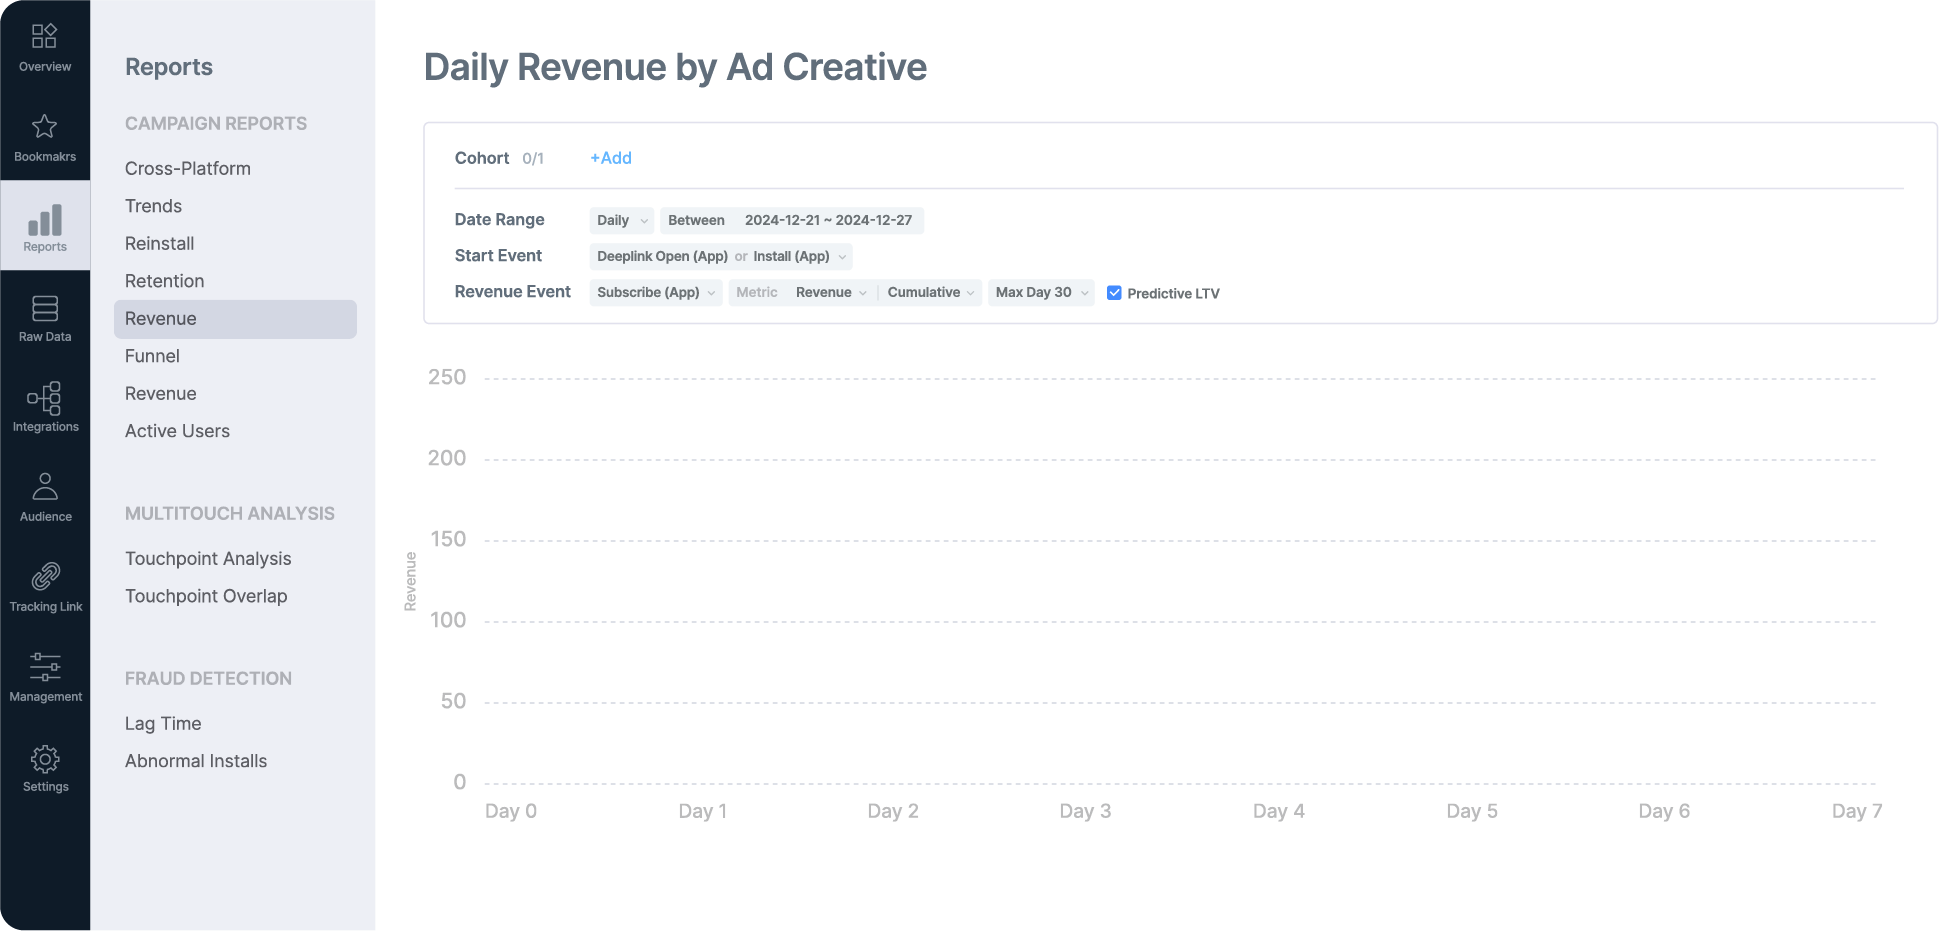 Overview
Bookmakrs
Reports
Raw Data
Integrations
Audience
Tracking Link
Management
Settings
Reports
CAMPAIGN REPORTS
Cross-Platform
Trends
Reinstall
Retention
Revenue
Funnel
Revenue
Active Users
MULTITOUCH ANALYSIS
Touchpoint Analysis
Touchpoint Overlap
FRAUD DETECTION
Lag Time
Abnormal Installs
Daily Revenue by Ad Creative
Cohort 0/1 +Add
Date Range Daily Between 2024-12-21 ~ 2024-12-27
Start Event Deeplink Open (App) or Install (App)
Revenue Event Subscribe (App) Metric Revenue Cumulative Max Day 30 Predictive LTV
250
200
150
Revenue
100
50
0
Day 0 Day 1 Day 2 Day 3 Day 4 Day 5 Day 6 Day 7